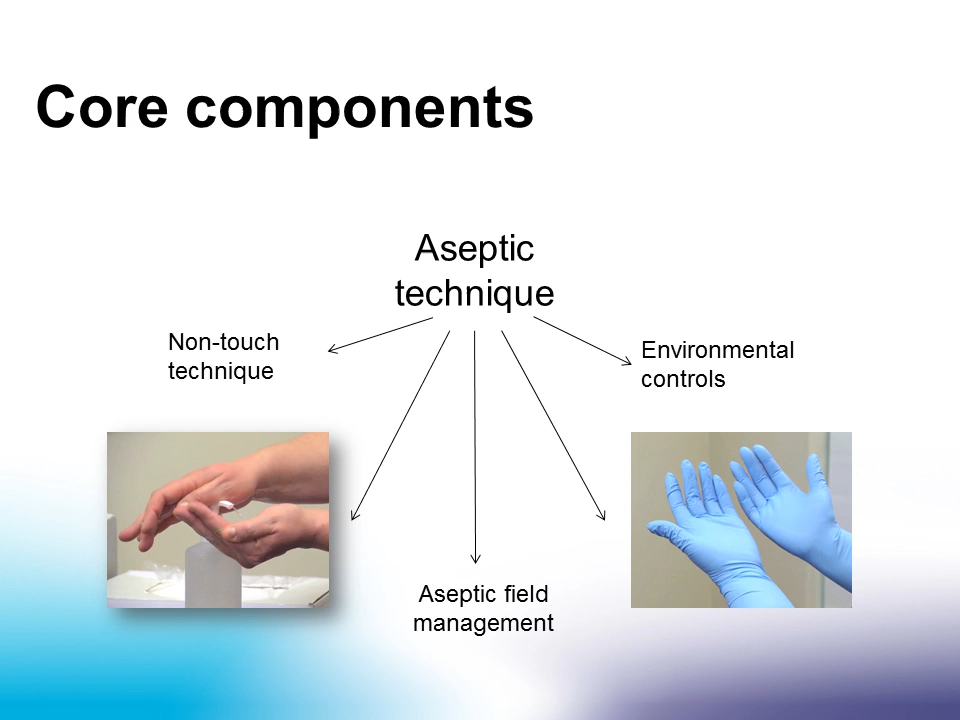 Core components
Aseptic
technique
Non-touch
technique
Environmental
controls
Aseptic field
management